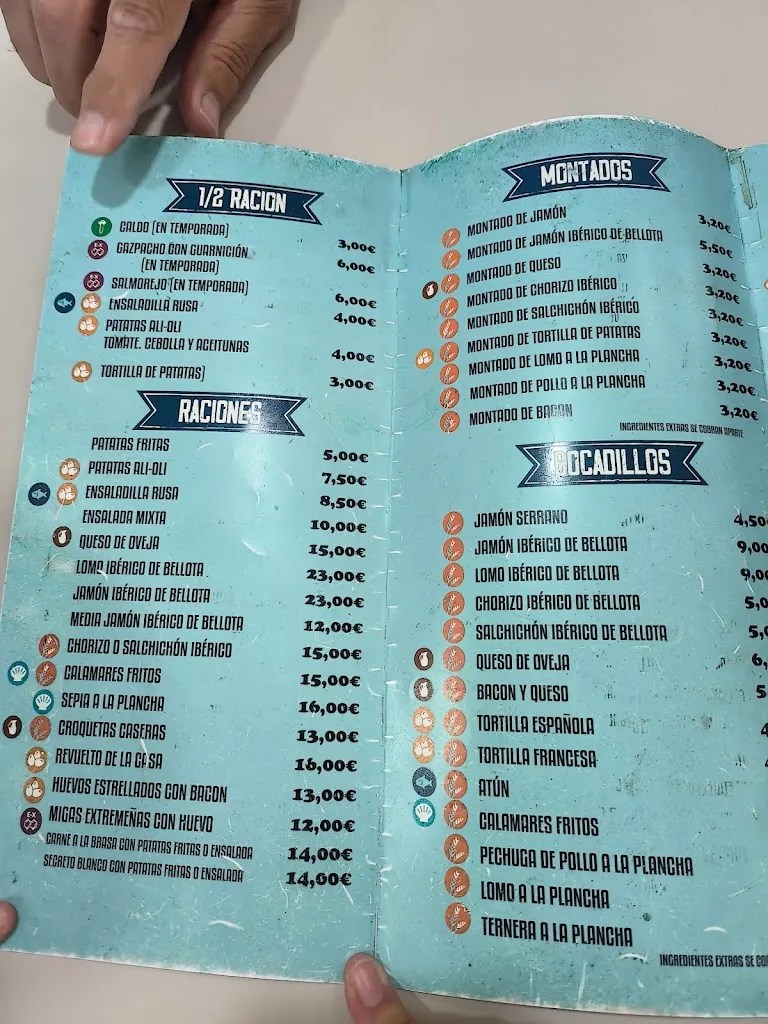 1/2 RACION
CALDO (EN TEMPORADA) 3,00€
GAZPACHO CON GUARNICIÓN
(EN TEMPORADA) 6,00€
SALMOREJO (EN TEMPORADA) 6,00€
ENSALADILLA RUSA 4,00€
PATATAS ALI-OLI
TOMATE, CEBOLLA Y ACEITUNAS 4,00€
TORTILLA DE PATATAS) 3,00€
RACIONES
PATATAS FRITAS 5,00€
PATATAS ALI-OLI 7,50€
ENSALADILLA RUSA 8,50€
ENSALADA MIXTA 10,00€
QUESO DE OVEJA 15,00€
LOMO IBÉRICO DE BELLOTA 23,00€
JAMÓN IBÉRICO DE BELLOTA 23,00€
MEDIA JAMÓN IBÉRICO DE BELLOTA 12,00€
CHORIZO O SALCHICHÓN IBÉRICO 15,00€
CALAMARES FRITOS 15,00€
SEPIA A LA PLANCHA 16,00€
CROQUETAS CASERAS 13,00€
REVUELTO DE LA CASA 16,00€
HUEVOS ESTRELLADOS CON BACON 13,00€
MIGAS EXTREMEÑAS CON HUEVO 12,00€
CARNE A LA BRASA CON PATATAS FRITAS O ENSALADA 14,00€
SECRETO BLANCO CON PATATAS FRITAS O ENSALADA 14,00€
MONTADOS
MONTADO DE JAMÓN 3,20€
MONTADO DE JAMÓN IBÉRICO DE BELLOTA 5,50€
MONTADO DE QUESO 3,20€
MONTADO DE CHORIZO IBÉRICO 3,20€
MONTADO DE SALCHICHÓN IBÉRICO 3,20€
MONTADO DE TORTILLA DE PATATAS 3,20€
MONTADO DE LOMO A LA PLANCHA 3,20€
MONTADO DE POLLO A LA PLANCHA 3,20€
MONTADO DE BACON 3,20€
INGREDIENTES EXTRAS SE COBRAN APARTE
BOCADILLOS
JAMÓN SERRANO 4,50
JAMÓN IBÉRICO DE BELLOTA 9,00
LOMO IBÉRICO DE BELLOTA
CHORIZO IBÉRICO DE BELLOTA
SALCHICHÓN IBÉRICO DE BELLOTA
QUESO DE OVEJA
BACON Y QUESO
TORTILLA ESPAÑOLA
TORTILLA FRANCESA
ATÚN
CALAMARES FRITOS
PECHUGA DE POLLO A LA PLANCHA
LOMO A LA PLANCHA
TERNERA A LA PLANCHA
INGREDIENTES EXTRAS SE